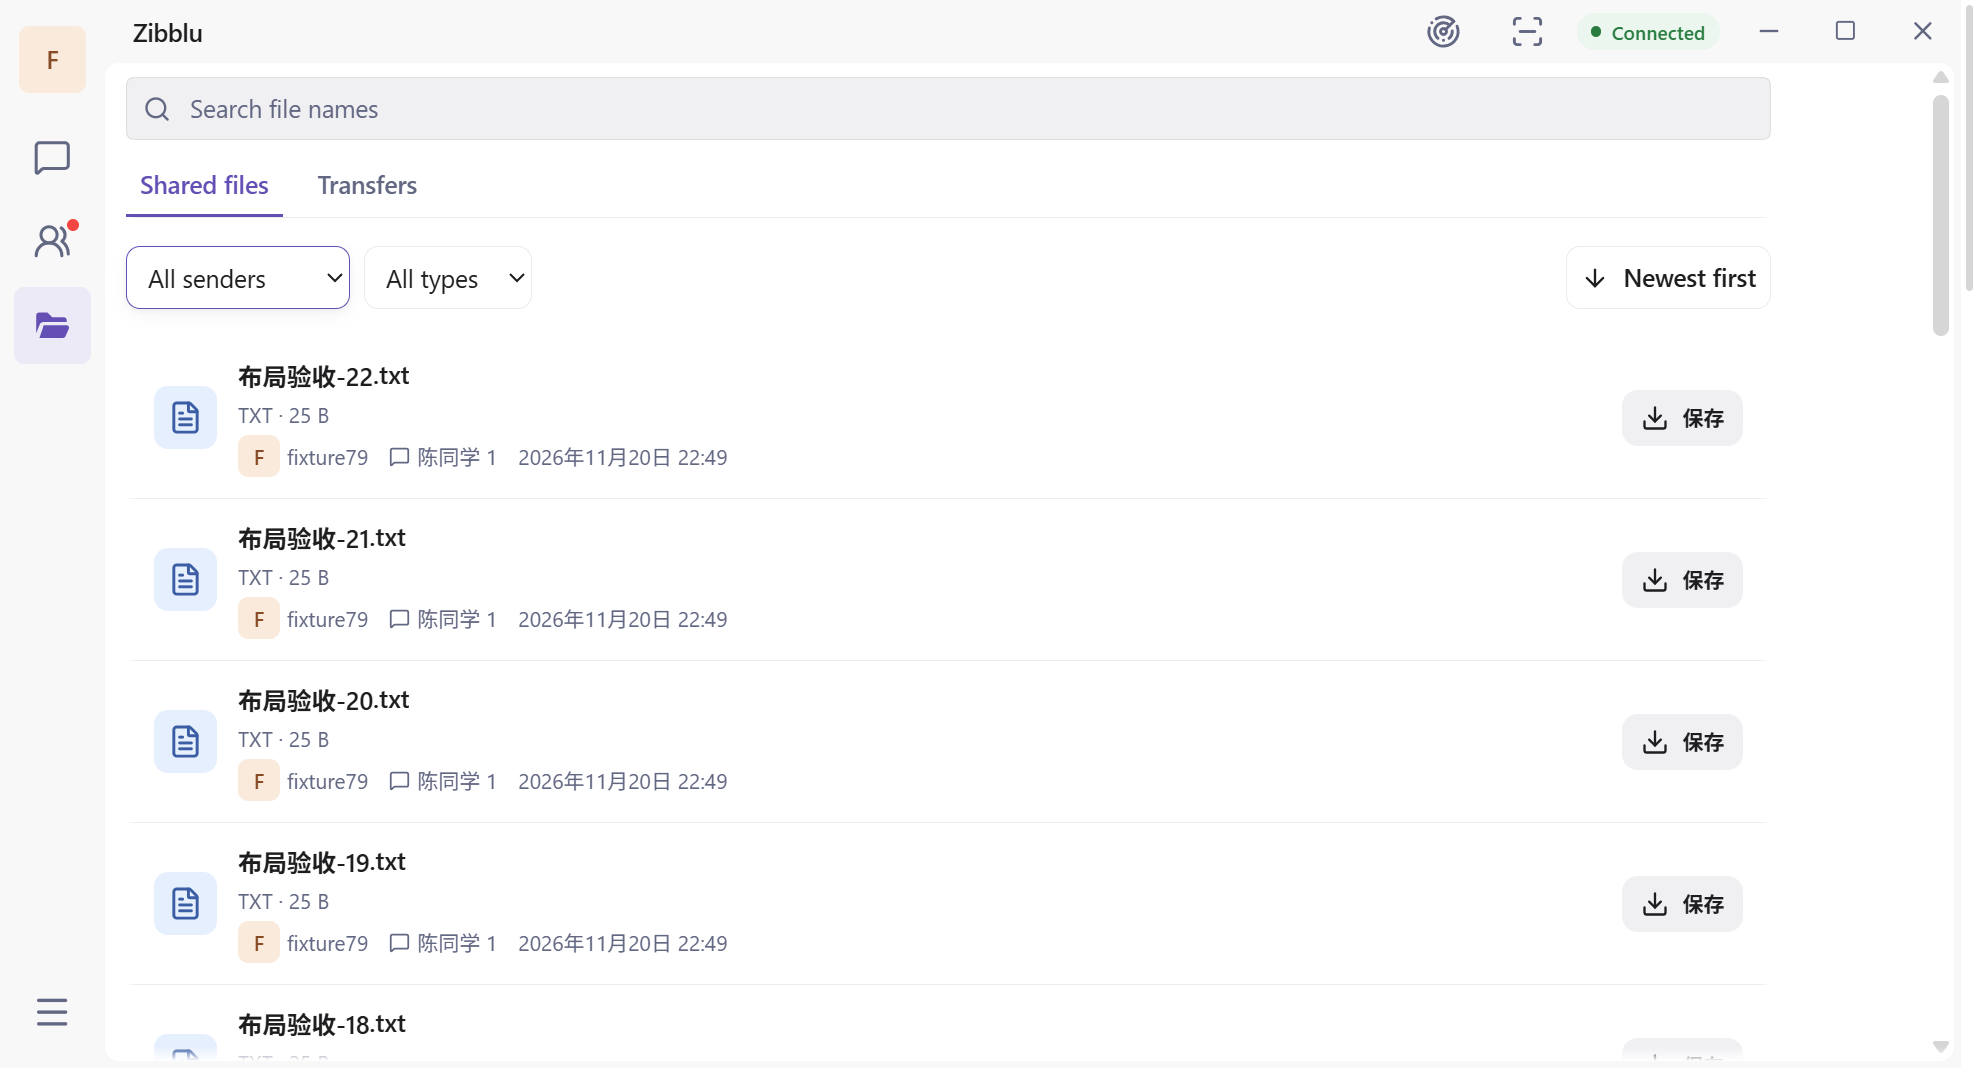 F
Zibblu
Connected
Search file names
Shared files
Transfers
All senders
All types
Newest first
布局验收-22.txt
TXT · 25 B
F fixture79 陈同学 1 2026年11月20日 22:49
保存
布局验收-21.txt
TXT · 25 B
F fixture79 陈同学 1 2026年11月20日 22:49
保存
布局验收-20.txt
TXT · 25 B
F fixture79 陈同学 1 2026年11月20日 22:49
保存
布局验收-19.txt
TXT · 25 B
F fixture79 陈同学 1 2026年11月20日 22:49
保存
布局验收-18.txt